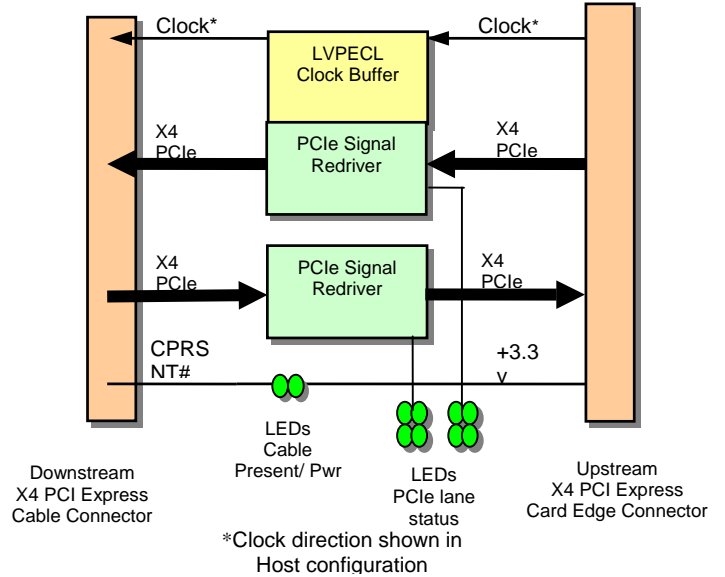 Clock*
Clock*
LVPECL
Clock Buffer
X4
PCIe
PCIe Signal
Redriver
X4
PCIe
X4
PCIe
PCIe Signal
Redriver
X4
PCIe
CPRS
NT#
+3.3
v
LEDs
Cable
Present/ Pwr
LEDs
PCIe lane
status
Downstream
X4 PCI Express
Cable Connector
Upstream
X4 PCI Express
Card Edge Connector
*Clock direction shown in
Host configuration